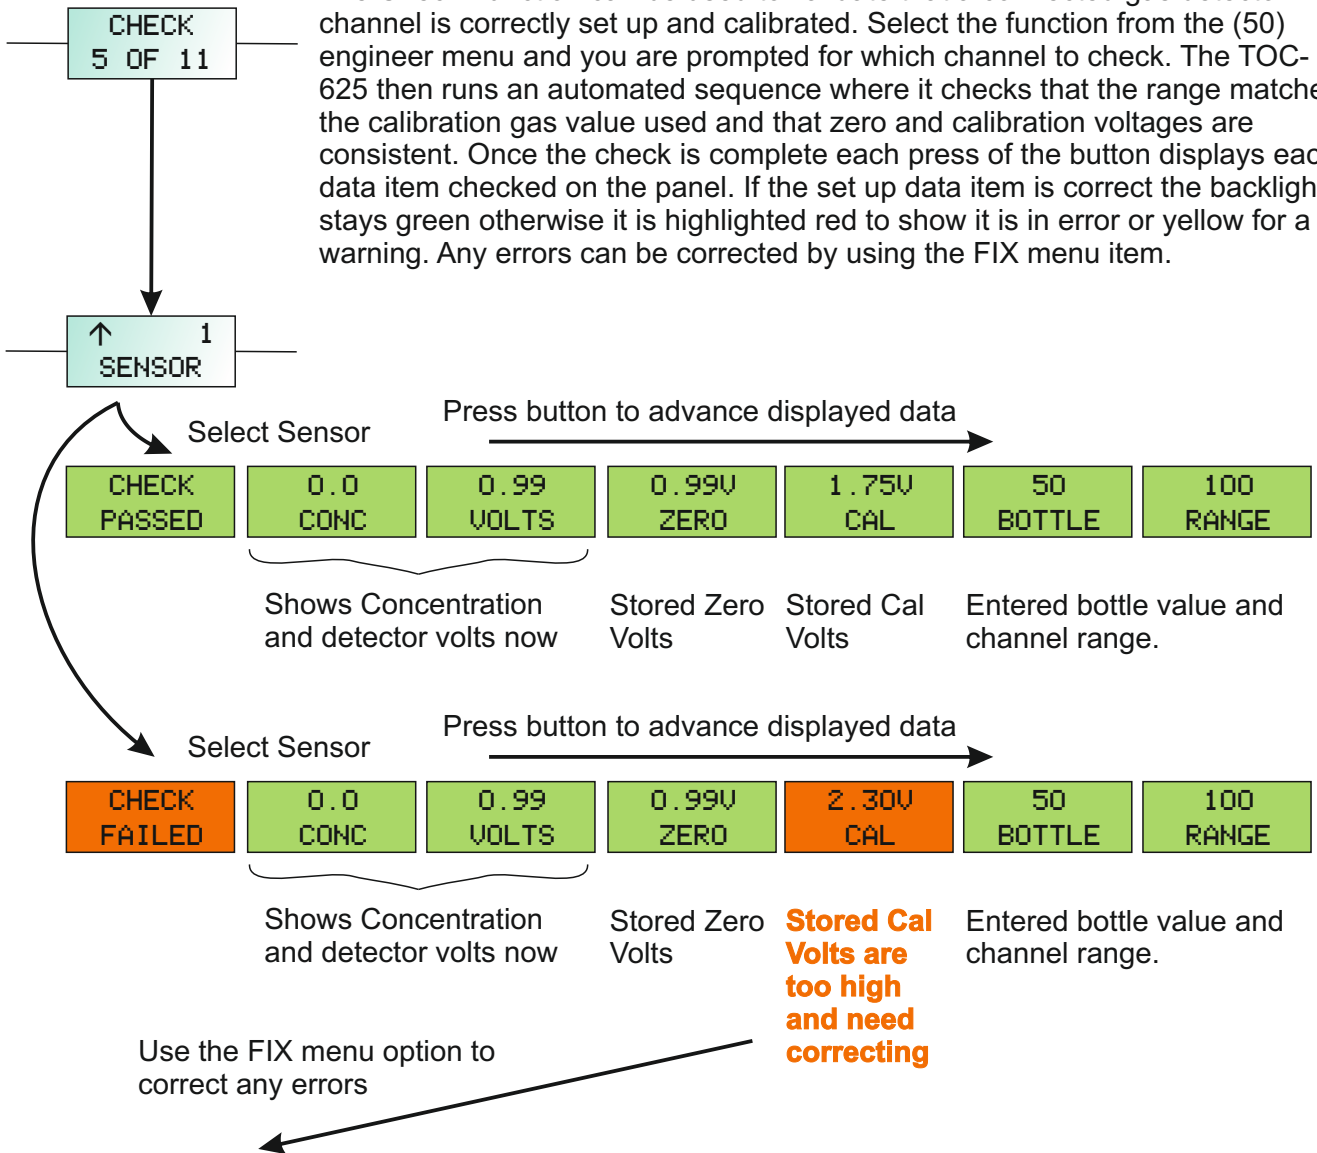 CHECK
5 OF 11
channel is correctly set up and calibrated. Select the function from the (50)
engineer menu and you are prompted for which channel to check. The TOC-
625 then runs an automated sequence where it checks that the range matche
the calibration gas value used and that zero and calibration voltages are
consistent. Once the check is complete each press of the button displays eac
data item checked on the panel. If the set up data item is correct the backligh
stays green otherwise it is highlighted red to show it is in error or yellow for a
warning. Any errors can be corrected by using the FIX menu item.
↑ 1
SENSOR
Select Sensor
Press button to advance displayed data
CHECK
PASSED
0.0
CONC
0.99
VOLTS
0.99V
ZERO
1.75V
CAL
50
BOTTLE
100
RANGE
Shows Concentration
and detector volts now
Stored Zero
Volts
Stored Cal
Volts
Entered bottle value and
channel range.
Select Sensor
Press button to advance displayed data
CHECK
FAILED
0.0
CONC
0.99
VOLTS
0.99V
ZERO
2.30V
CAL
50
BOTTLE
100
RANGE
Shows Concentration
and detector volts now
Stored Zero
Volts
Stored Cal
Volts are
too high
and need
correcting
Entered bottle value and
channel range.
Use the FIX menu option to
correct any errors